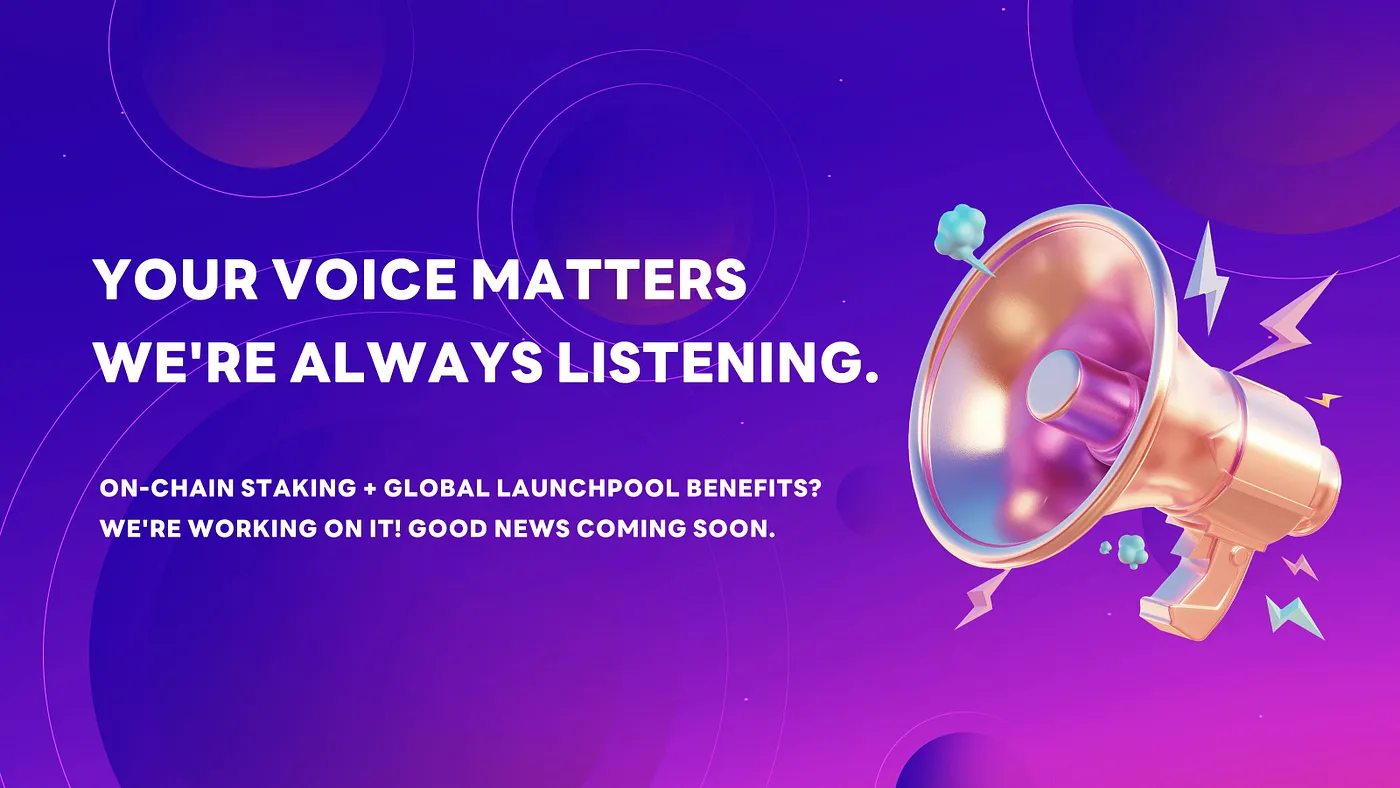 YOUR VOICE MATTERS
WE'RE ALWAYS LISTENING.
ON-CHAIN STAKING + GLOBAL LAUNCHPOOL BENEFITS?
WE'RE WORKING ON IT! GOOD NEWS COMING SOON.